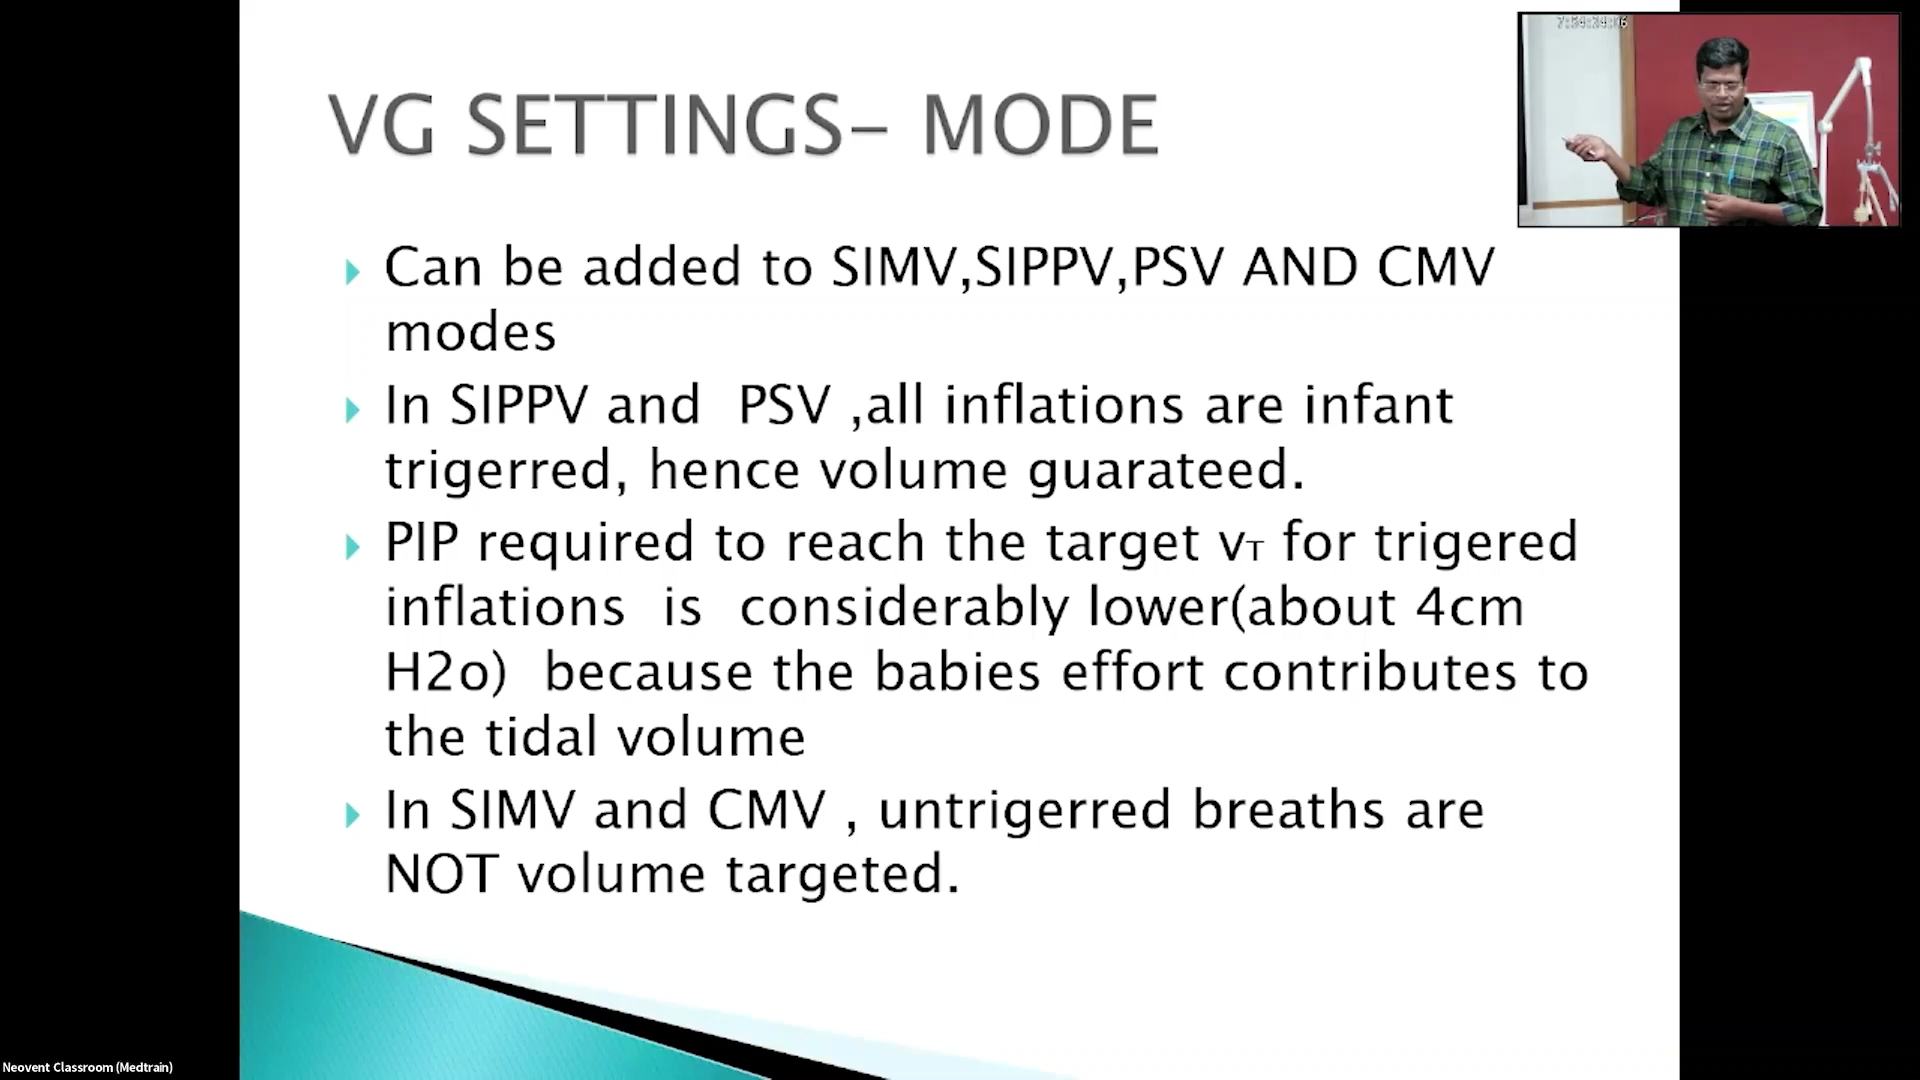 VG SETTINGS- MODE
Can be added to SIMV,SIPPV,PSV AND CMV
modes
In SIPPV and PSV ,all inflations are infant
trigerred, hence volume guarateed.
PIP required to reach the target vT for trigered
inflations is considerably lower(about 4cm
H2o) because the babies effort contributes to
the tidal volume
In SIMV and CMV , untrigerred breaths are
NOT volume targeted.
Neovent Classroom (Medtrain)